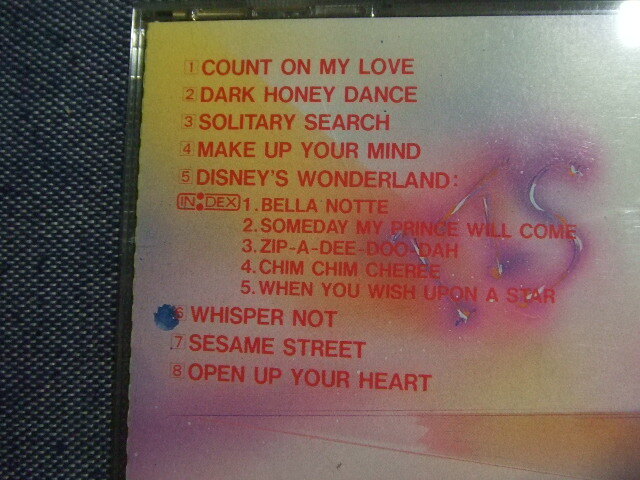 1 COUNT ON MY LOVE
2 DARK HONEY DANCE
3 SOLITARY SEARCH
4 MAKE UP YOUR MIND
5 DISNEY'S WONDERLAND:
INDEX 1. BELLA NOTTE
2. SOMEDAY MY PRINCE WILL COME
3. ZIP-A-DEE-DOO-DAH
4. CHIM CHIM CHEREE
5. WHEN YOU WISH UPON A STAR
6 WHISPER NOT
7 SESAME STREET
8 OPEN UP YOUR HEART